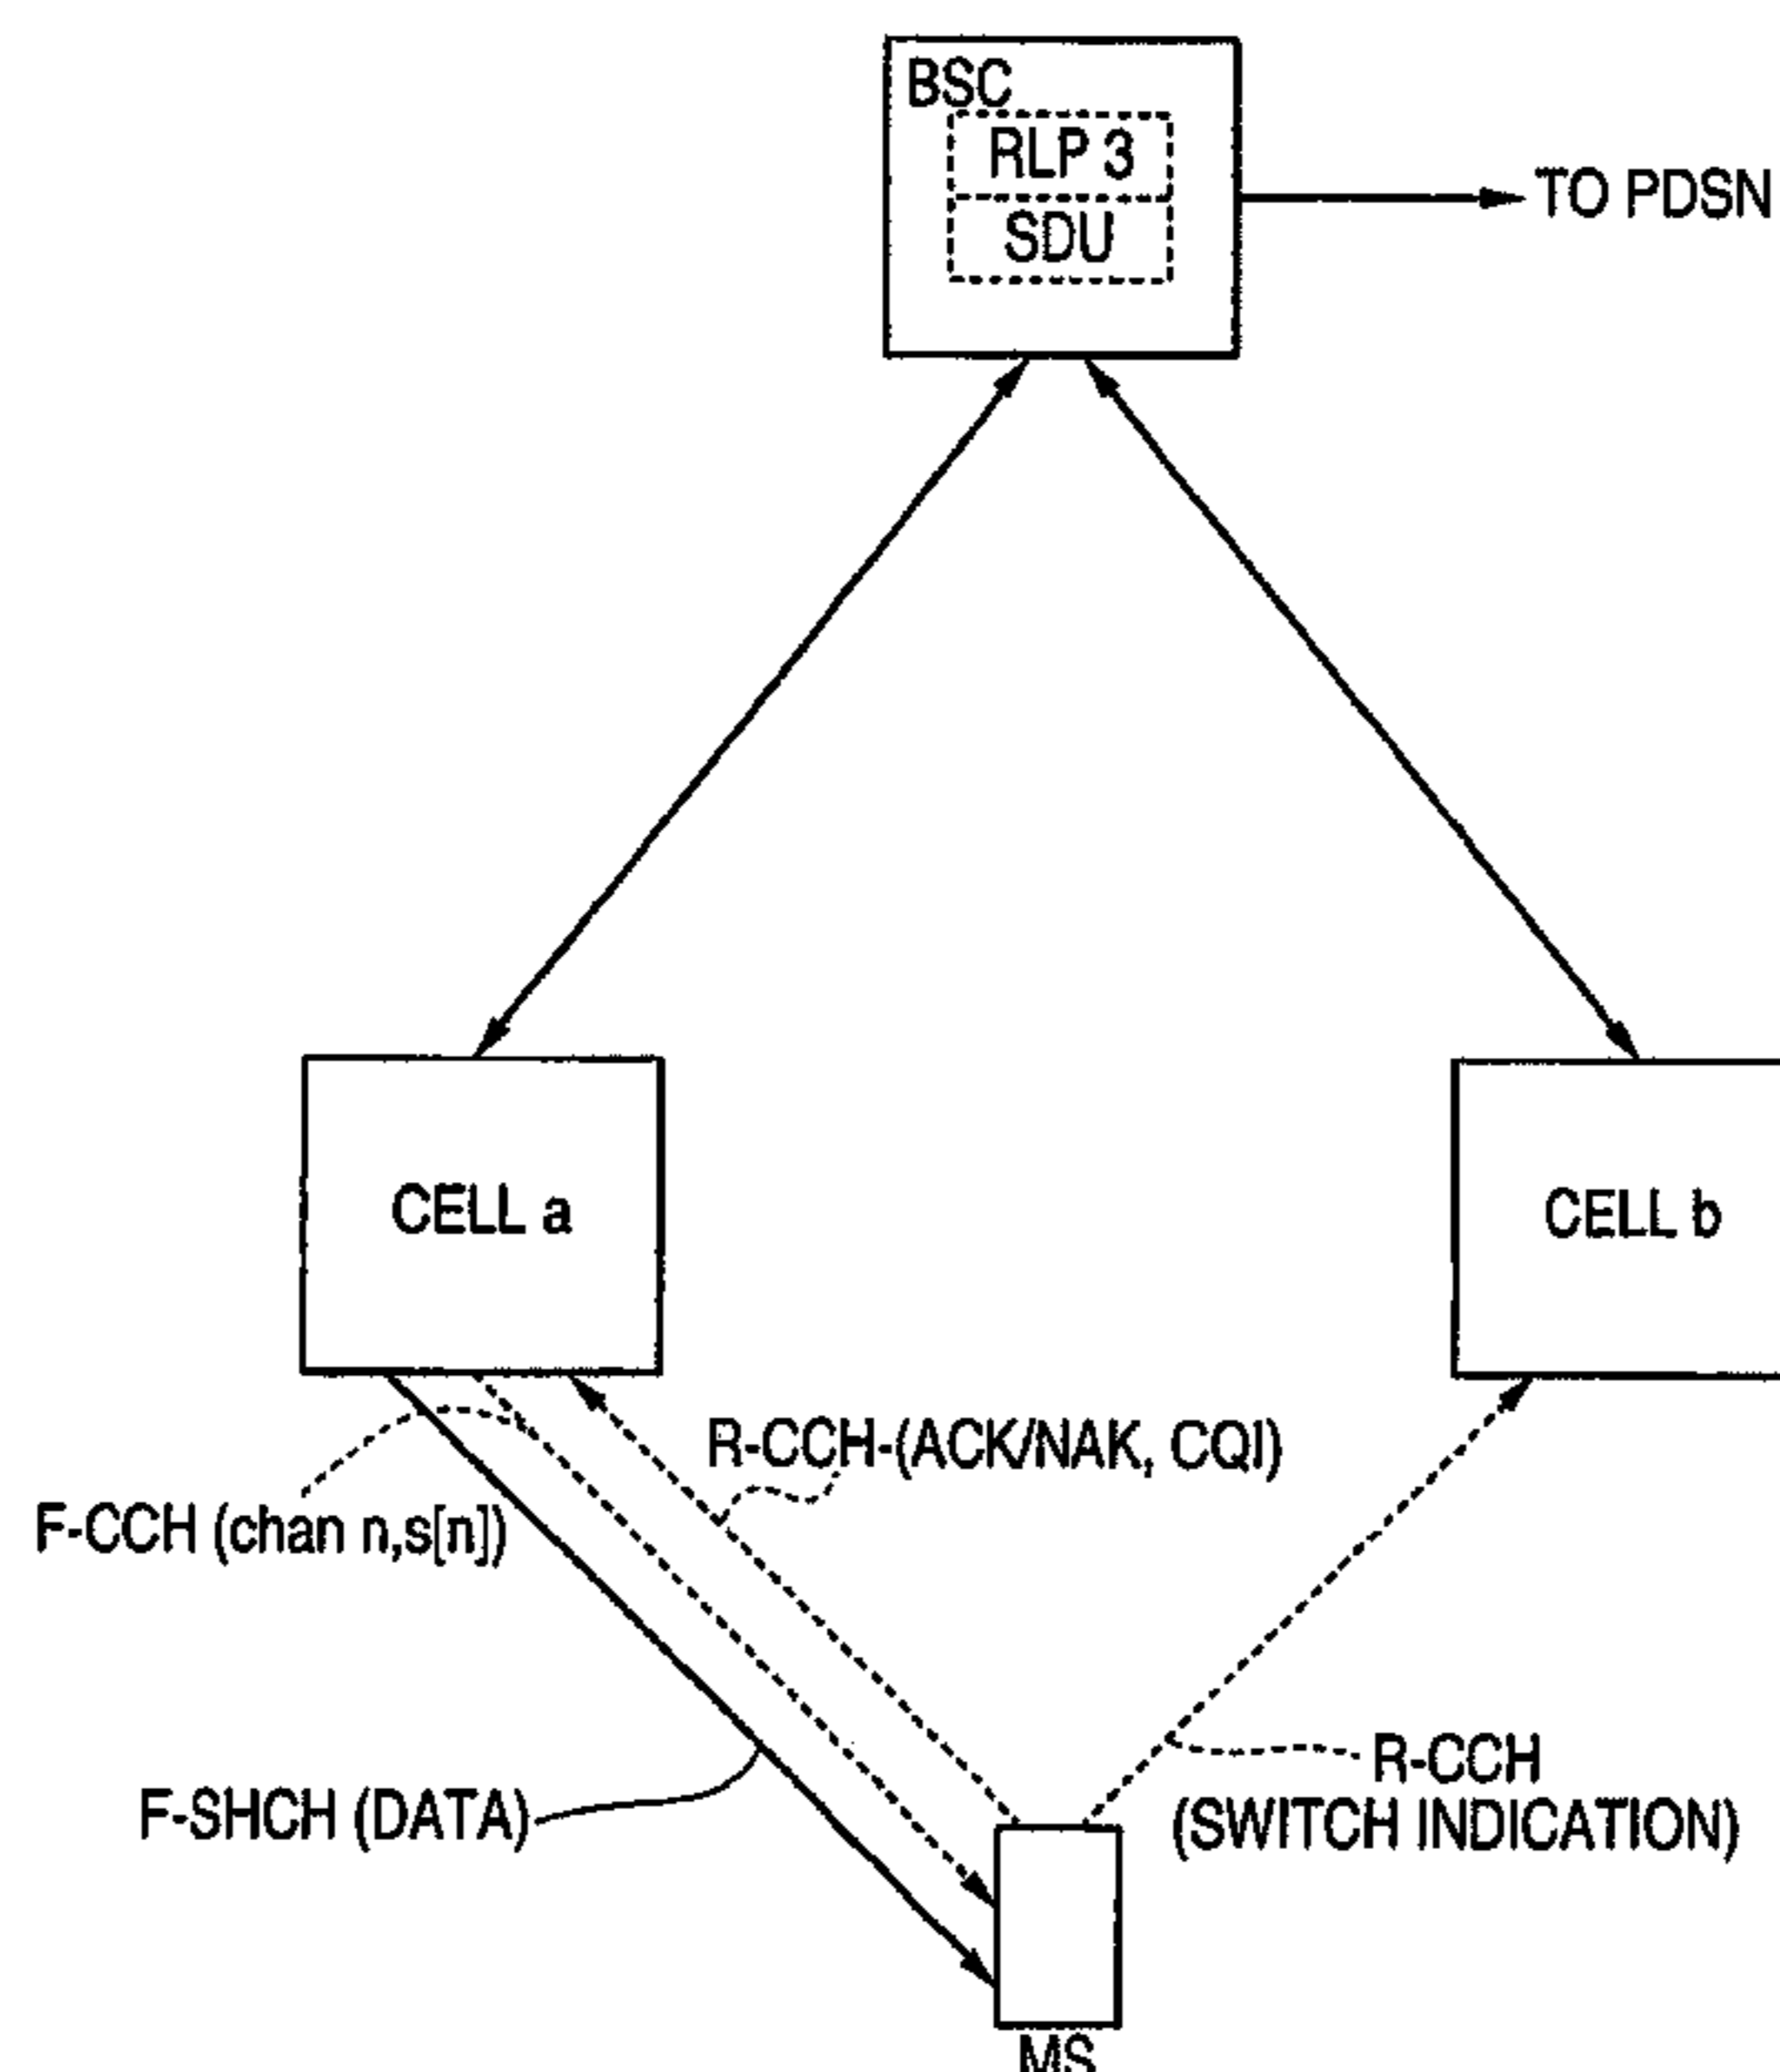 BSC
RLP 3
SDU
TO PDSN
CELL a
CELL b
R-CCH-(ACK/NAK, CQI)
F-CCH (chan n,s[n])
F-SHCH (DATA)
R-CCH
(SWITCH INDICATION)
MS